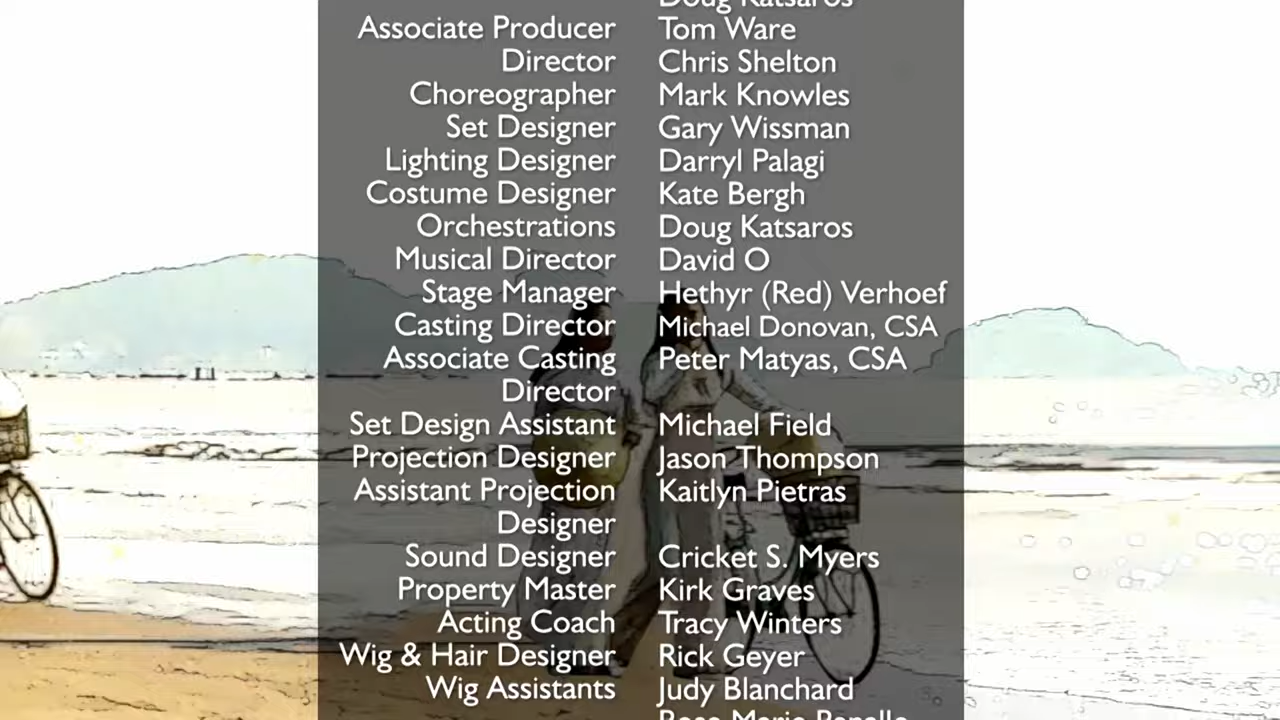 Doug Katsaros
Associate Producer Tom Ware
Director Chris Shelton
Choreographer Mark Knowles
Set Designer Gary Wissman
Lighting Designer Darryl Palagi
Costume Designer Kate Bergh
Orchestrations Doug Katsaros
Musical Director David O
Stage Manager Hethyr (Red) Verhoef
Casting Director Michael Donovan, CSA
Associate Casting Peter Matyas, CSA
Director
Set Design Assistant Michael Field
Projection Designer Jason Thompson
Assistant Projection Kaitlyn Pietras
Designer
Sound Designer Cricket S. Myers
Property Master Kirk Graves
Acting Coach Tracy Winters
Wig & Hair Designer Rick Geyer
Wig Assistants Judy Blanchard